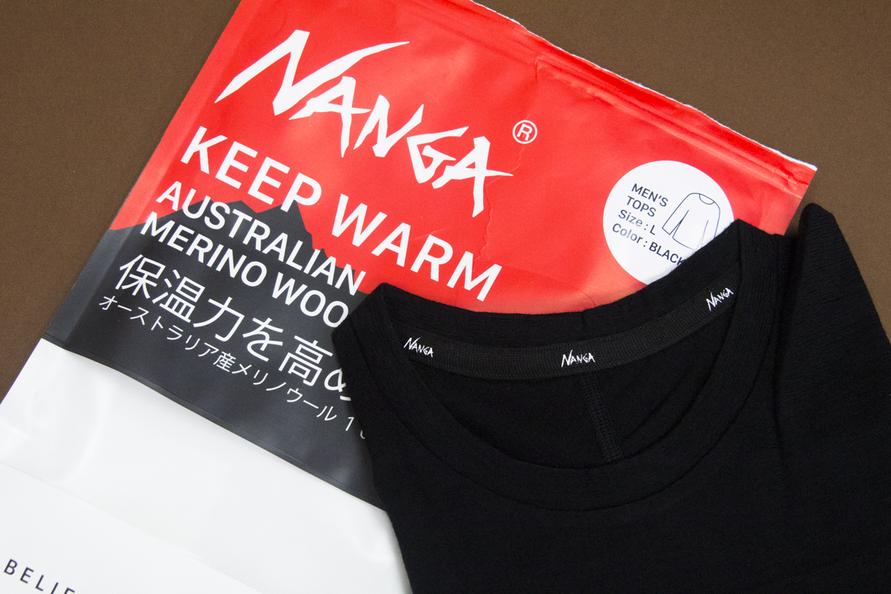 NANGA®
KEEP WARM
AUSTRALIAN
MERINO WOO
保温力を高め
オーストラリア産メリノウール 1
MEN'S
TOPS
Size : L
Color : BLACK
NANGA
NANGA
NANGA
BELIE